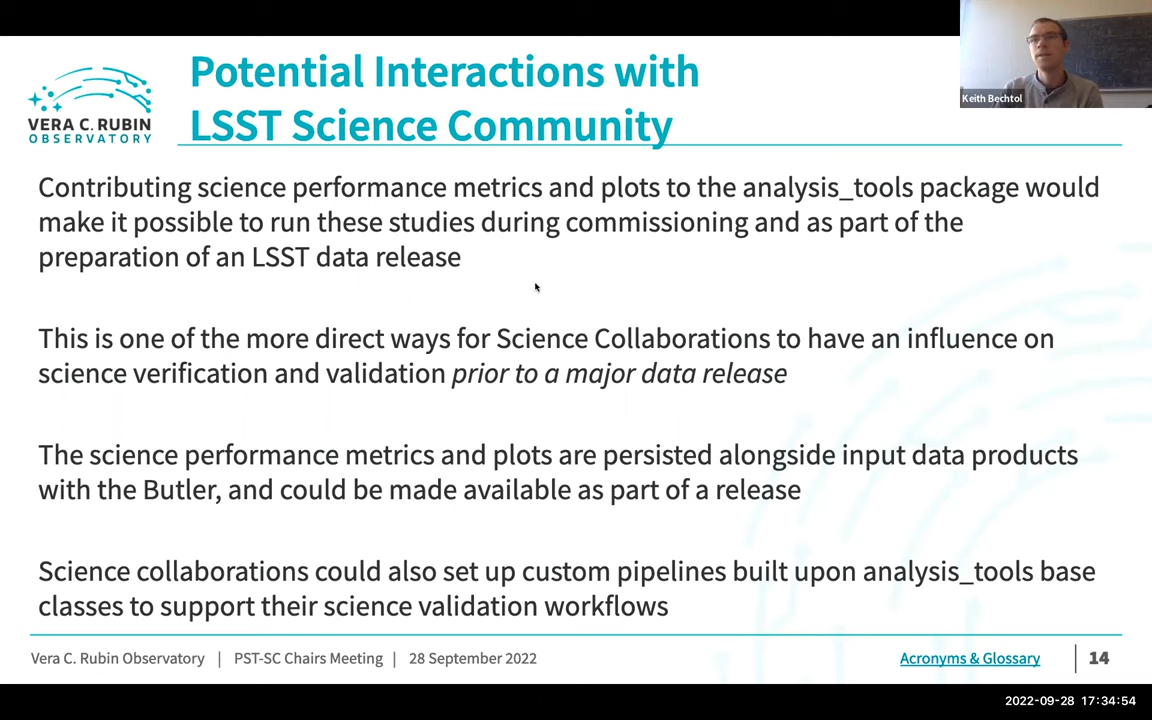 Keith Bechtol
VERA C. RUBIN
OBSERVATORY
Potential Interactions with
LSST Science Community
Contributing science performance metrics and plots to the analysis_tools package would
make it possible to run these studies during commissioning and as part of the
preparation of an LSST data release
This is one of the more direct ways for Science Collaborations to have an influence on
science verification and validation prior to a major data release
The science performance metrics and plots are persisted alongside input data products
with the Butler, and could be made available as part of a release
Science collaborations could also set up custom pipelines built upon analysis_tools base
classes to support their science validation workflows
Vera C. Rubin Observatory | PST-SC Chairs Meeting | 28 September 2022
Acronyms & Glossary | 14
2022-09-28 17:34:54